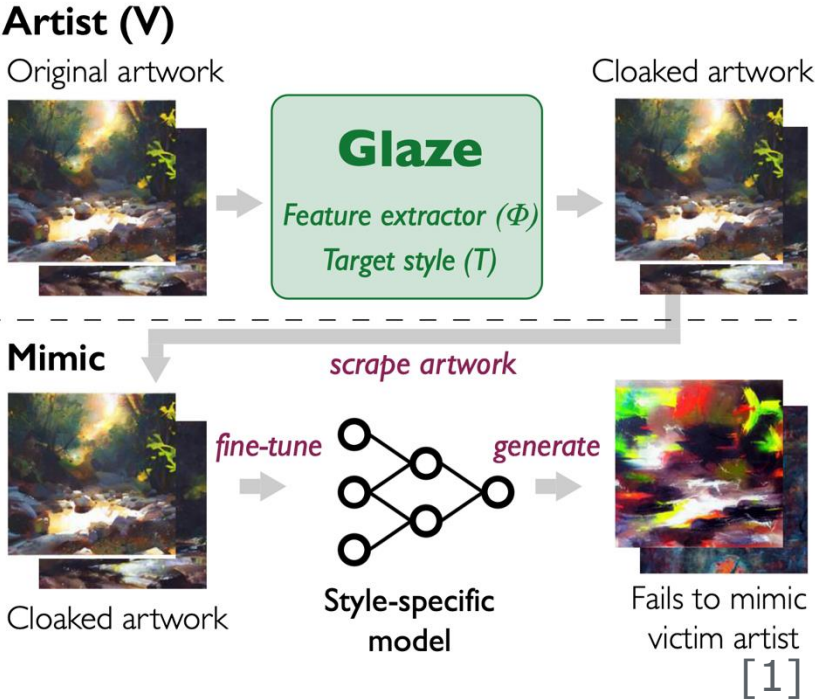 Artist (V)
Original artwork
Cloaked artwork
Glaze
Feature extractor (Φ)
Target style (T)
Mimic
scrape artwork
fine-tune
generate
Cloaked artwork
Style-specific
model
Fails to mimic
victim artist
[1]